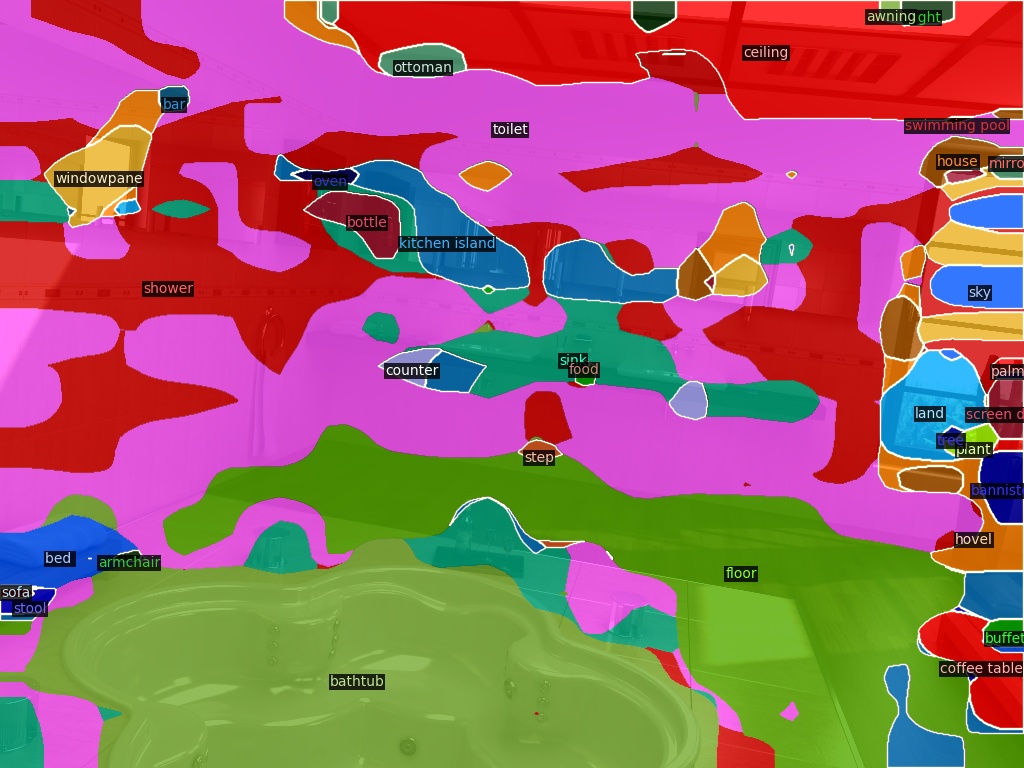 awning ght
ceiling
ottoman
bar
toilet
swimming pool
house mirro
windowpane
oven
bottle
kitchen island
shower
sky
sink
food
counter
palm
land
screen d
tree
plant
step
bannist
hovel
bed
armchair
floor
sofa
stool
buffet
coffee table
bathtub